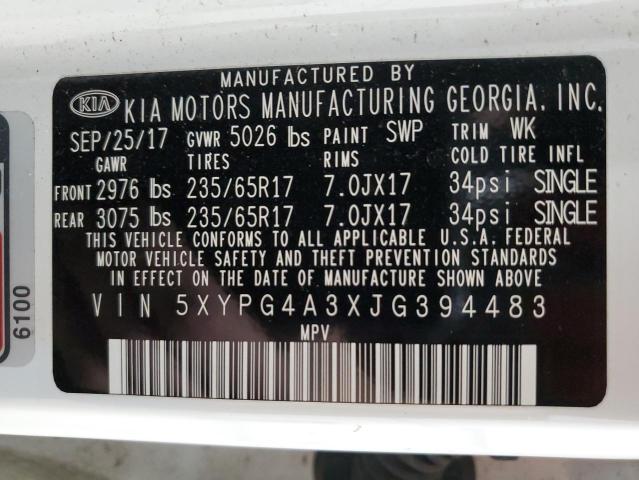 MANUFACTURED BY
KIA KIA MOTORS MANUFACTURING GEORGIA, INC.
SEP/25/17 GVWR 5026 lbs PAINT SWP TRIM WK
GAWR TIRES RIMS COLD TIRE INFL
FRONT 2976 lbs 235/65R17 7.0JX17 34psi SINGLE
REAR 3075 lbs 235/65R17 7.0JX17 34psi SINGLE
THIS VEHICLE CONFORMS TO ALL APPLICABLE U.S.A. FEDERAL
MOTOR VEHICLE SAFETY AND THEFT PREVENTION STANDARDS
IN EFFECT ON THE DATE OF MANUFACTURE SHOWN ABOVE.
VIN 5XYPG4A3XJG394483
MPV
6100